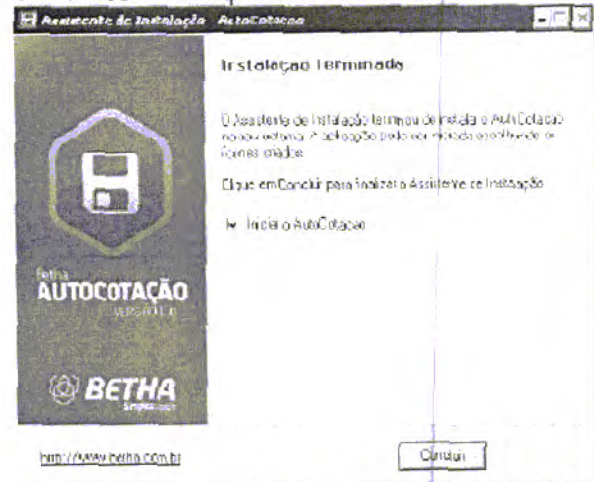 Assistente de Instalação - AutoCotacao
Instalação Terminada
O Assistente de Instalação terminou de instalar o AutoCotacao
no seu sistema. A aplicação pode ser iniciada escolhendo os
ícones criados.
Clique em Concluir para finalizar o Assistente de Instalação.
Iniciar o AutoCotacao
Betha
AUTOCOTAÇÃO
VERSÃO
BETHA
http://www.betha.com.br
Concluir